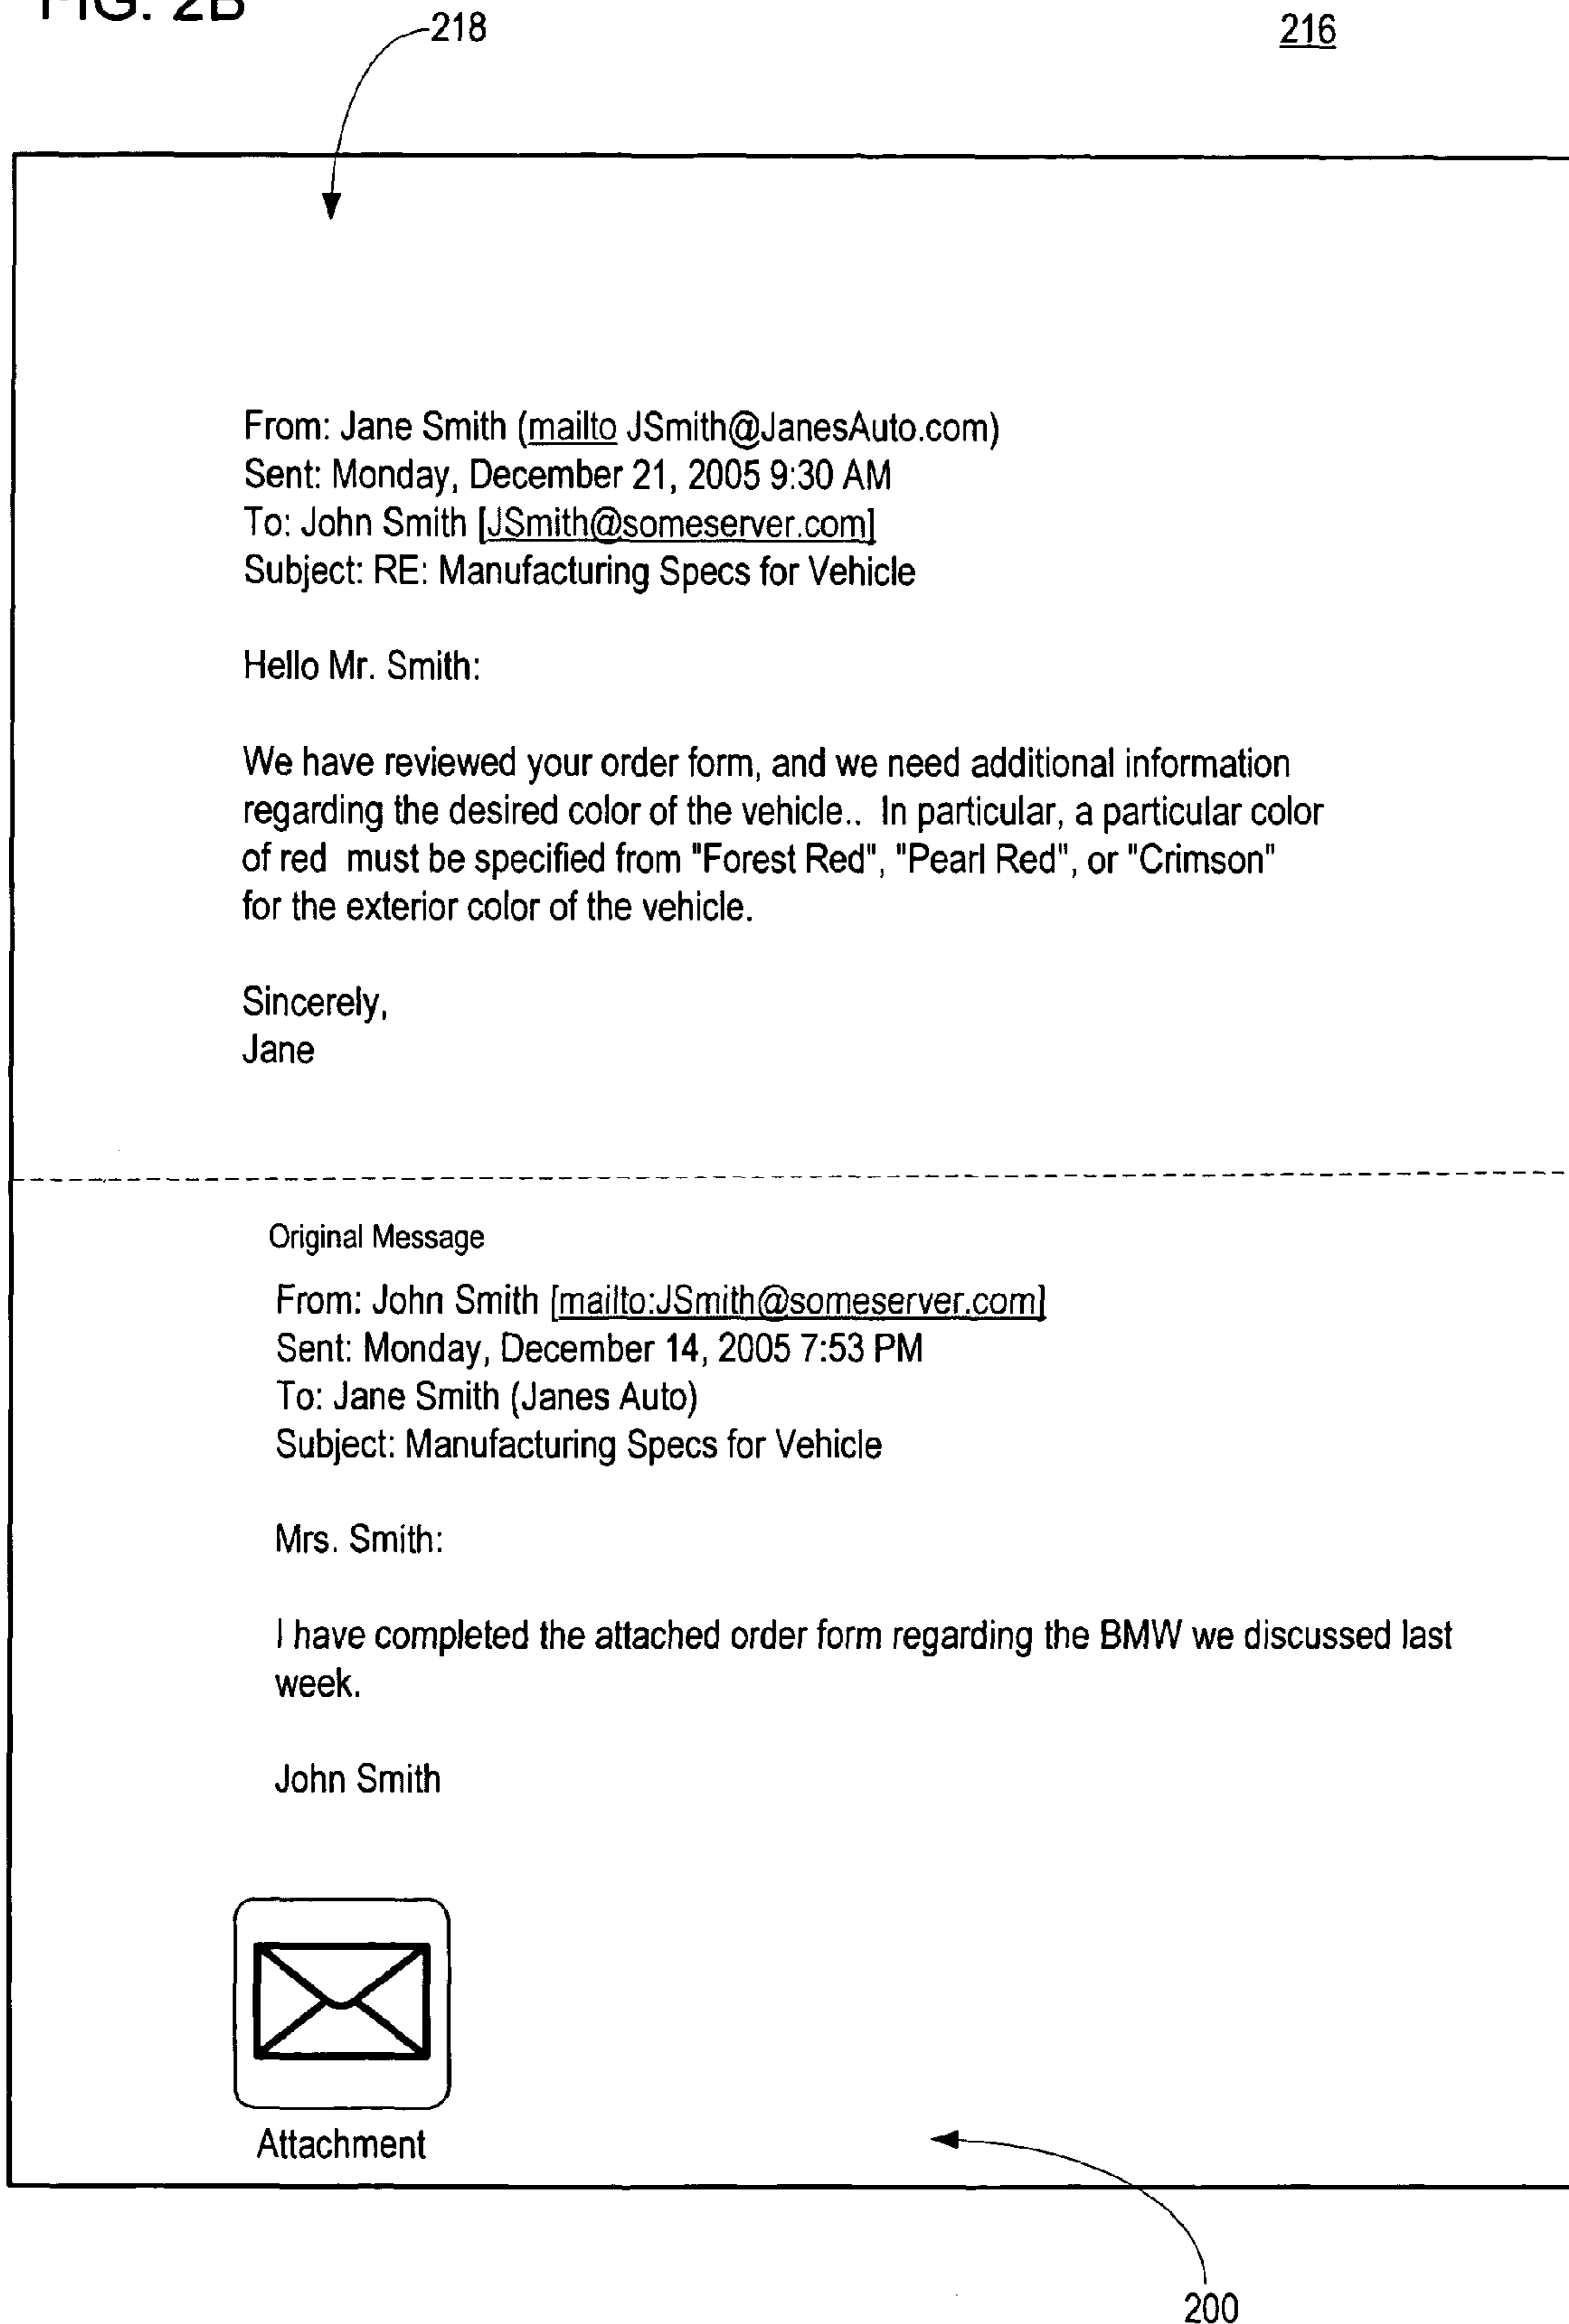 FIG. 2B
218
216
From: Jane Smith (mailto JSmith@JanesAuto.com)
Sent: Monday, December 21, 2005 9:30 AM
To: John Smith [JSmith@someserver.com]
Subject: RE: Manufacturing Specs for Vehicle
Hello Mr. Smith:
We have reviewed your order form, and we need additional information
regarding the desired color of the vehicle.. In particular, a particular color
of red must be specified from "Forest Red", "Pearl Red", or "Crimson"
for the exterior color of the vehicle.
Sincerely,
Jane
Original Message
From: John Smith [mailto:JSmith@someserver.com]
Sent: Monday, December 14, 2005 7:53 PM
To: Jane Smith (Janes Auto)
Subject: Manufacturing Specs for Vehicle
Mrs. Smith:
I have completed the attached order form regarding the BMW we discussed last
week.
John Smith
Attachment
200